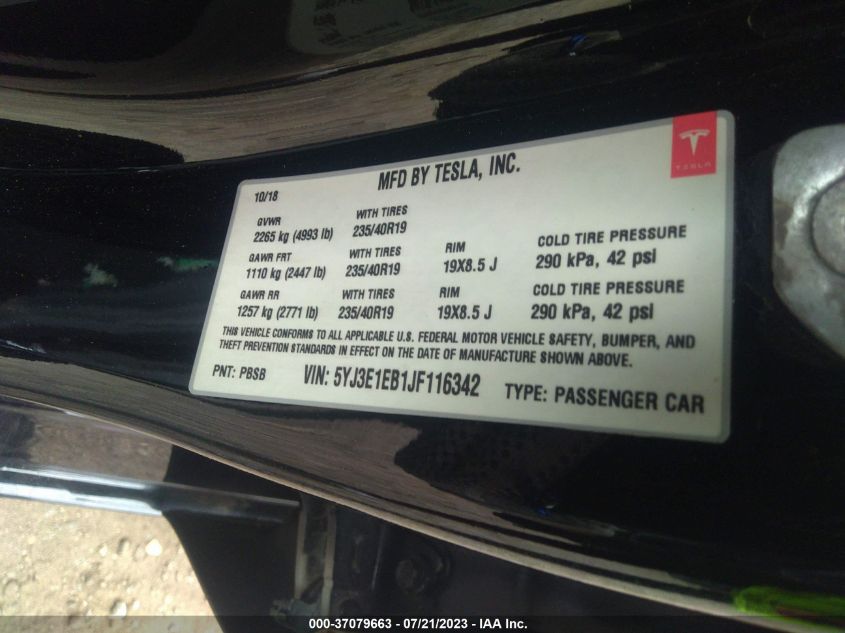 MFD BY TESLA, INC.
TESLA
10/18
GVWR WITH TIRES
2265 kg (4993 lb) 235/40R19
GAWR FRT WITH TIRES RIM COLD TIRE PRESSURE
1110 kg (2447 lb) 235/40R19 19X8.5 J 290 kPa, 42 psi
GAWR RR WITH TIRES RIM COLD TIRE PRESSURE
1257 kg (2771 lb) 235/40R19 19X8.5 J 290 kPa, 42 psi
THIS VEHICLE CONFORMS TO ALL APPLICABLE U.S. FEDERAL MOTOR VEHICLE SAFETY, BUMPER, AND
THEFT PREVENTION STANDARDS IN EFFECT ON THE DATE OF MANUFACTURE SHOWN ABOVE.
PNT: PBSB VIN: 5YJ3E1EB1JF116342 TYPE: PASSENGER CAR
000-37079663 - 07/21/2023 - IAA Inc.